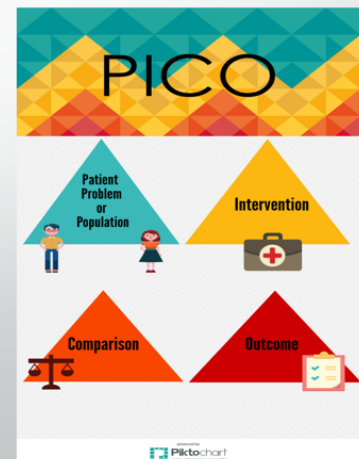 PICO
Patient
Problem
or
Population
Intervention
Comparison
Outcome
powered by
Piktochart